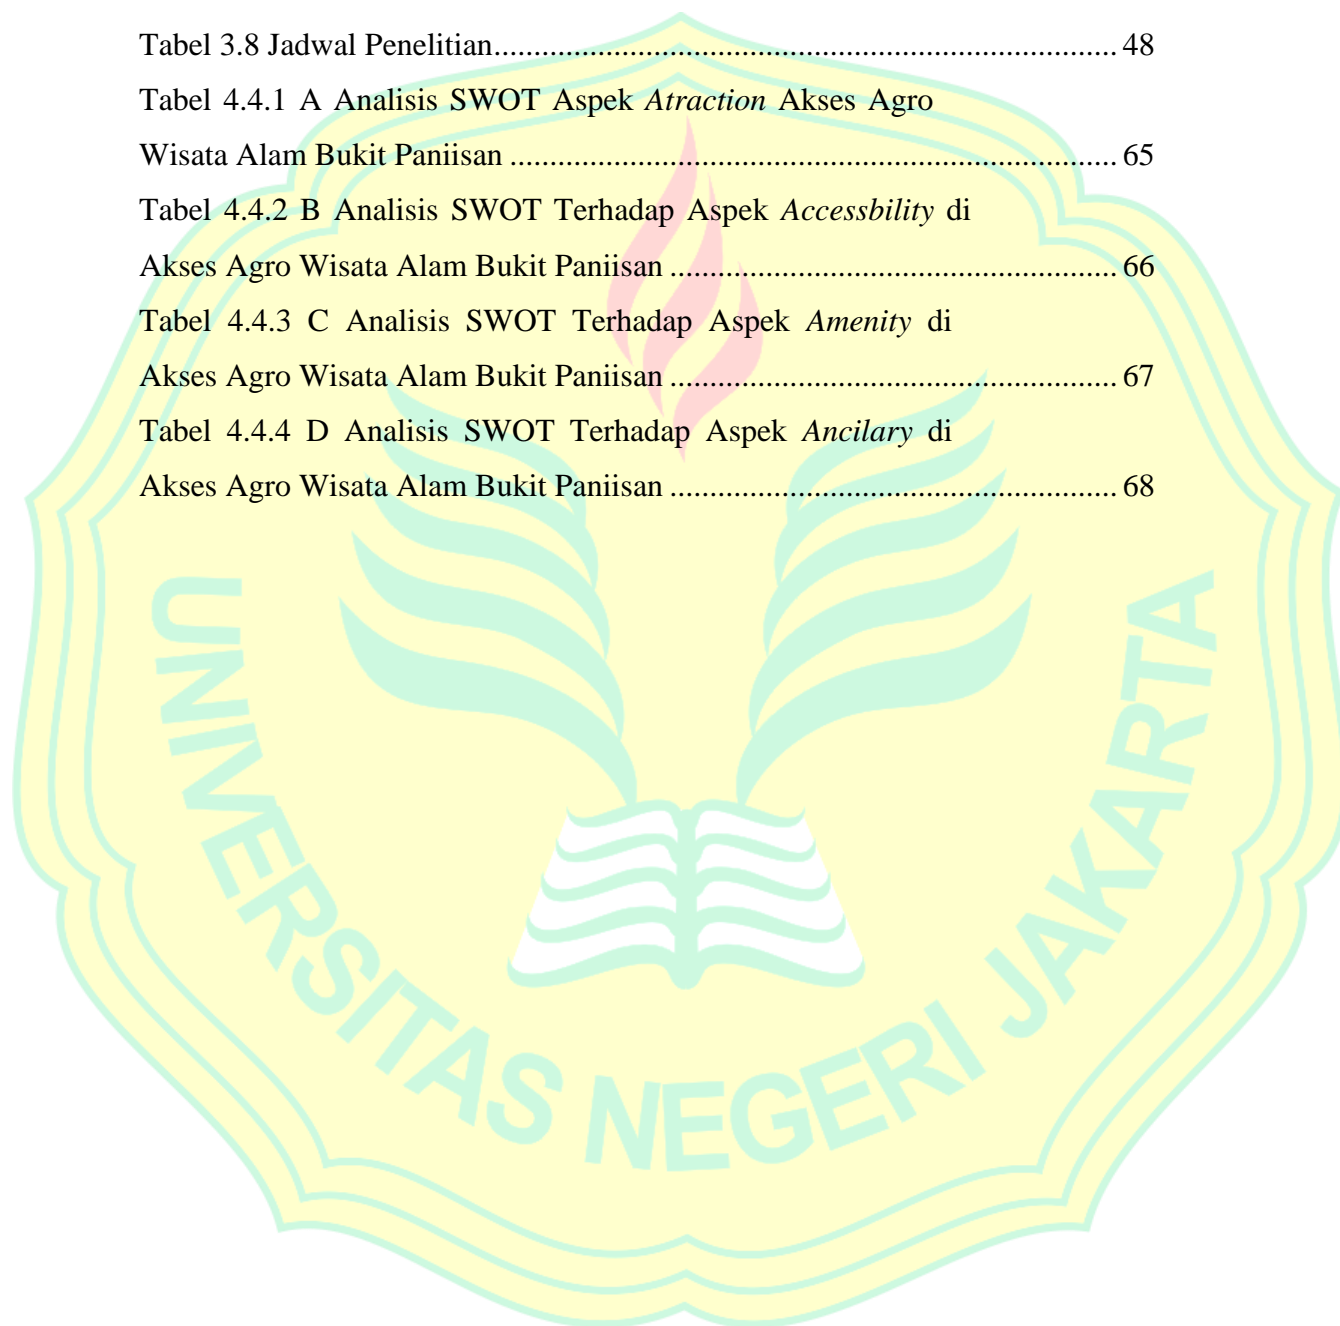 Tabel 3.8 Jadwal Penelitian............................................................................... 48
Tabel 4.4.1 A Analisis SWOT Aspek Atraction Akses Agro
Wisata Alam Bukit Paniisan ............................................................................. 65
Tabel 4.4.2 B Analisis SWOT Terhadap Aspek Accessbility di
Akses Agro Wisata Alam Bukit Paniisan ......................................................... 66
Tabel 4.4.3 C Analisis SWOT Terhadap Aspek Amenity di
Akses Agro Wisata Alam Bukit Paniisan ......................................................... 67
Tabel 4.4.4 D Analisis SWOT Terhadap Aspek Ancilary di
Akses Agro Wisata Alam Bukit Paniisan ......................................................... 68
UNIVERSITAS NEGERI JAKARTA